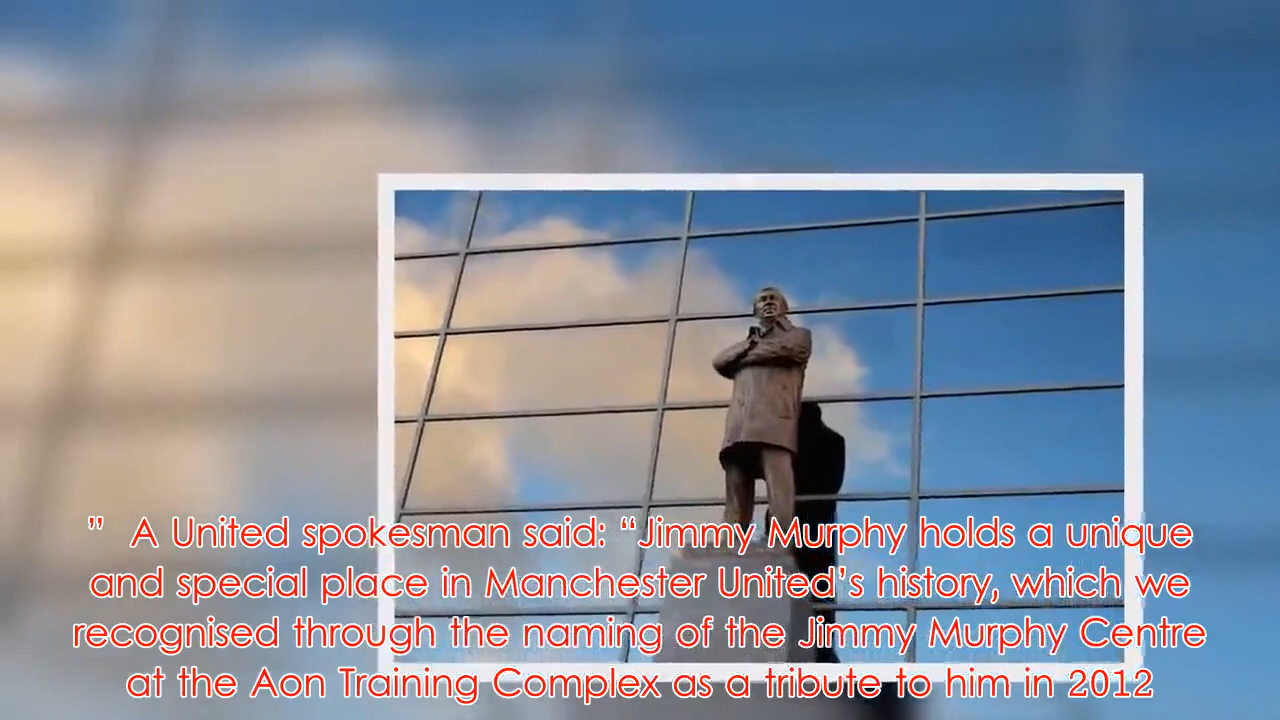 ”  A United spokesman said: “Jimmy Murphy holds a unique
and special place in Manchester United’s history, which we
recognised through the naming of the Jimmy Murphy Centre
at the Aon Training Complex as a tribute to him in 2012